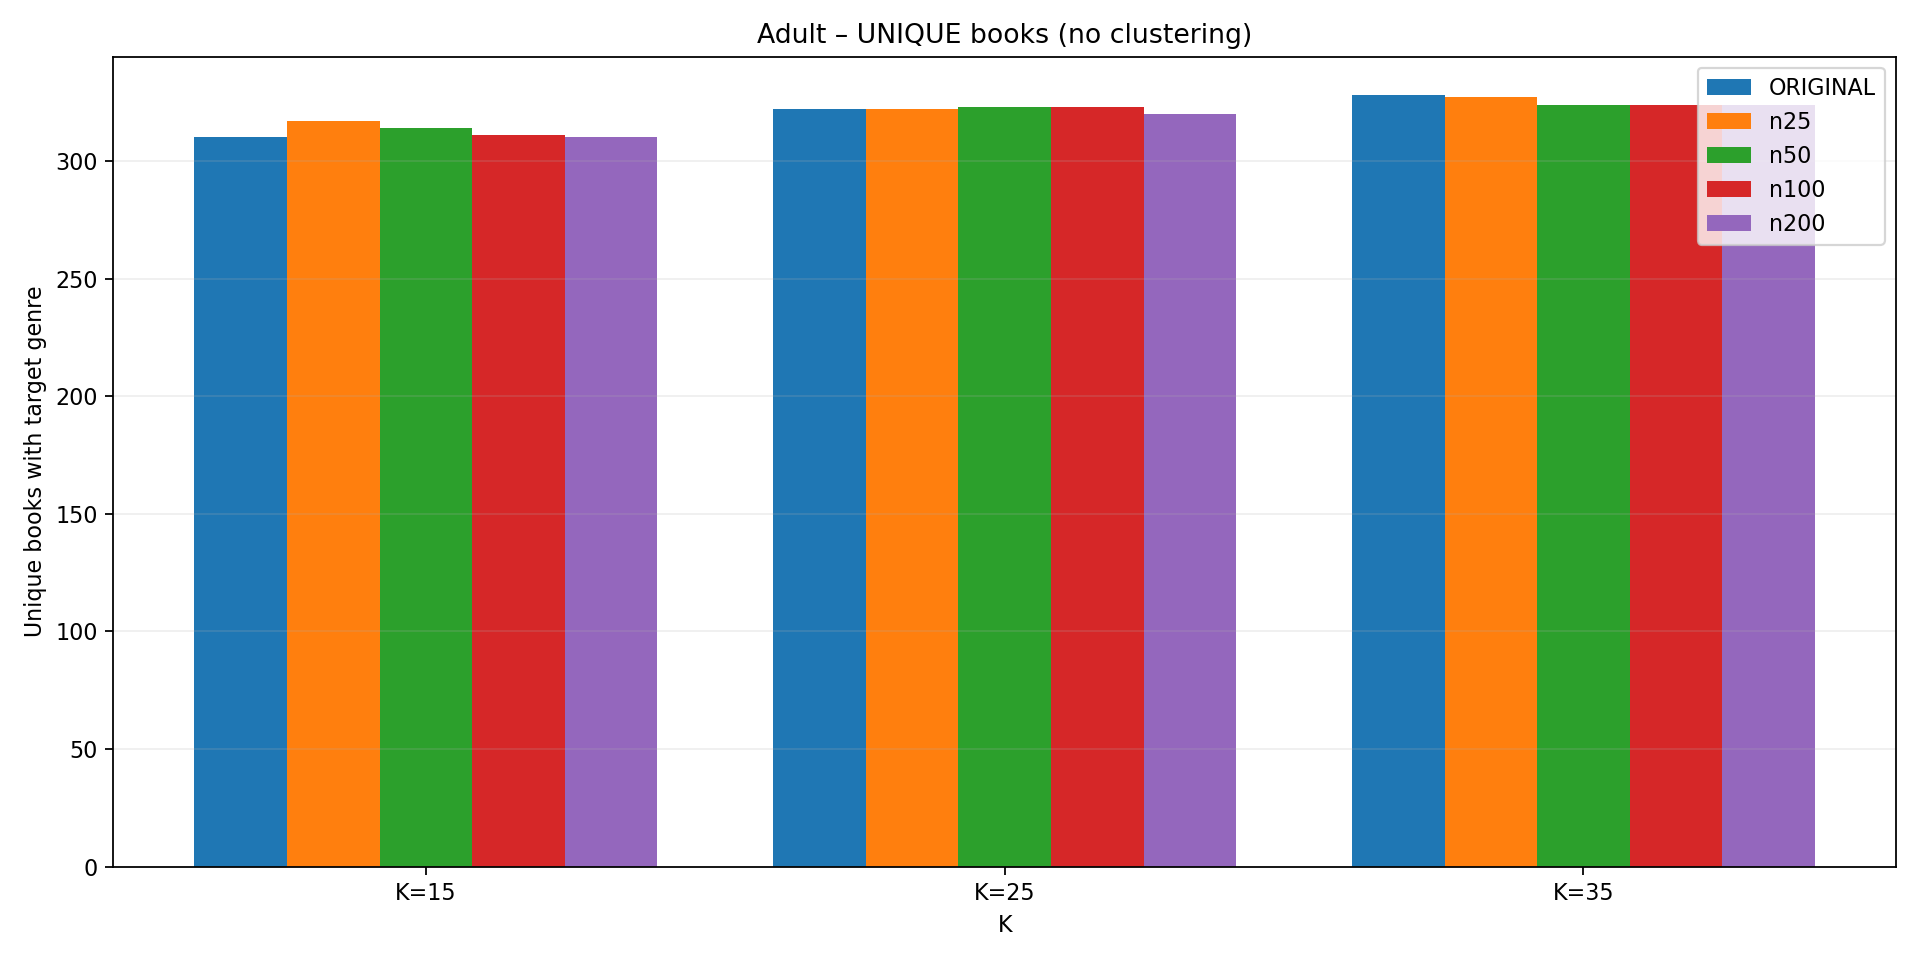 Adult – UNIQUE books (no clustering)
ORIGINAL
n25
n50
n100
n200
Unique books with target genre
300
250
200
150
100
50
0
K=15
K=25
K=35
K